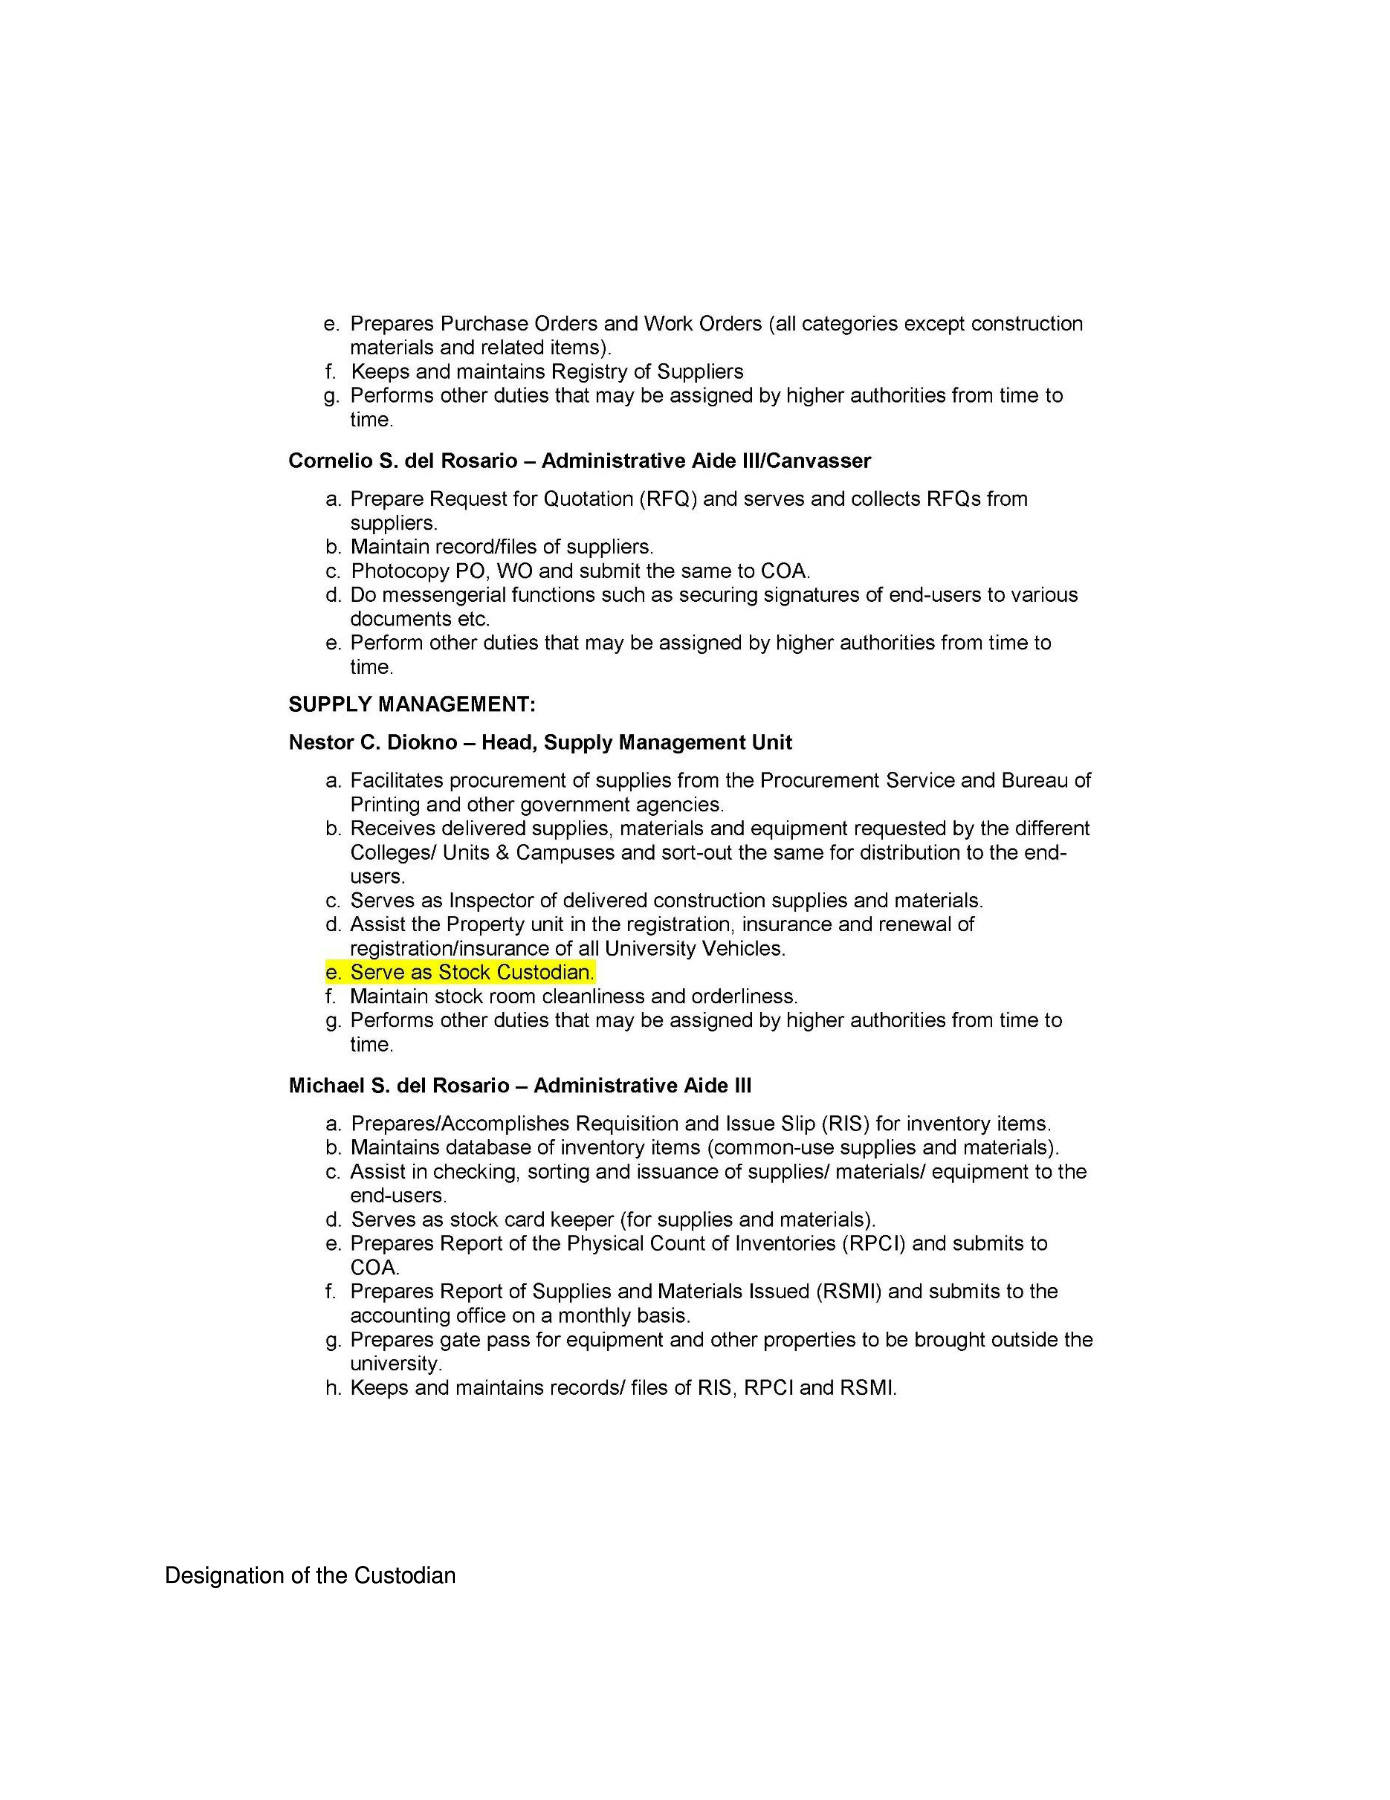 e. Prepares Purchase Orders and Work Orders (all categories except construction
materials and related items).
f. Keeps and maintains Registry of Suppliers
g. Performs other duties that may be assigned by higher authorities from time to
time.
Cornelio S. del Rosario – Administrative Aide III/Canvasser
a. Prepare Request for Quotation (RFQ) and serves and collects RFQs from
suppliers.
b. Maintain record/files of suppliers.
c. Photocopy PO, WO and submit the same to COA.
d. Do messengerial functions such as securing signatures of end-users to various
documents etc.
e. Perform other duties that may be assigned by higher authorities from time to
time.
SUPPLY MANAGEMENT:
Nestor C. Diokno – Head, Supply Management Unit
a. Facilitates procurement of supplies from the Procurement Service and Bureau of
Printing and other government agencies.
b. Receives delivered supplies, materials and equipment requested by the different
Colleges/ Units & Campuses and sort-out the same for distribution to the end-
users.
c. Serves as Inspector of delivered construction supplies and materials.
d. Assist the Property unit in the registration, insurance and renewal of
registration/insurance of all University Vehicles.
e. Serve as Stock Custodian.
f. Maintain stock room cleanliness and orderliness.
g. Performs other duties that may be assigned by higher authorities from time to
time.
Michael S. del Rosario – Administrative Aide III
a. Prepares/Accomplishes Requisition and Issue Slip (RIS) for inventory items.
b. Maintains database of inventory items (common-use supplies and materials).
c. Assist in checking, sorting and issuance of supplies/ materials/ equipment to the
end-users.
d. Serves as stock card keeper (for supplies and materials).
e. Prepares Report of the Physical Count of Inventories (RPCI) and submits to
COA.
f. Prepares Report of Supplies and Materials Issued (RSMI) and submits to the
accounting office on a monthly basis.
g. Prepares gate pass for equipment and other properties to be brought outside the
university.
h. Keeps and maintains records/ files of RIS, RPCI and RSMI.
Designation of the Custodian